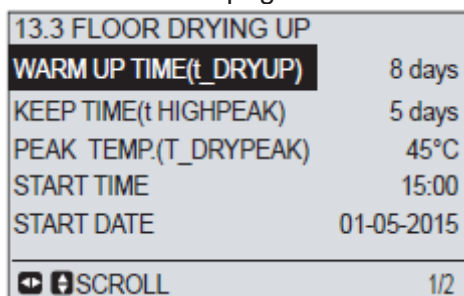 13.3 FLOOR DRYING UP
WARM UP TIME(t_DRYUP) 8 days
KEEP TIME(t HIGHPEAK) 5 days
PEAK TEMP.(T_DRYPEAK) 45°C
START TIME 15:00
START DATE 01-05-2015
SCROLL 1/2